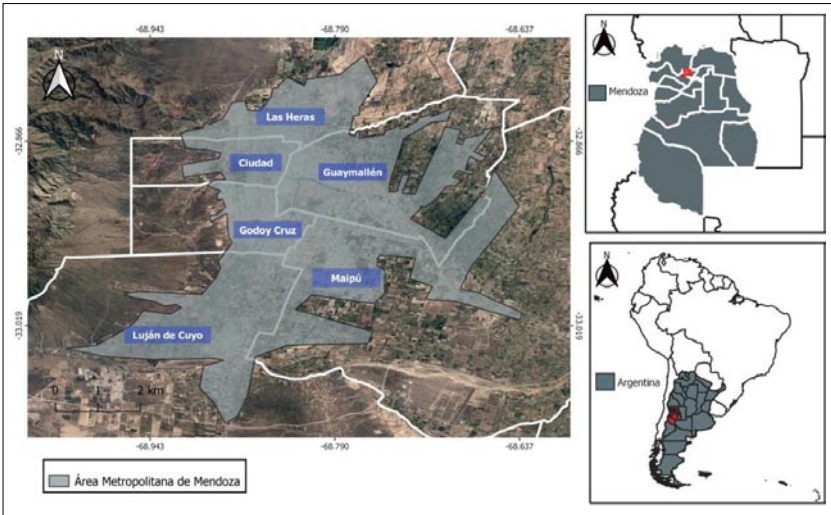 -68.943 -68.790 -68.637
N
Las Heras
-32.866 -32.866
Ciudad
Guaymallén
Godoy Cruz
Maipú
-33.019 -33.019
Luján de Cuyo
0 1 2 km
-68.943 -68.790 -68.637
Área Metropolitana de Mendoza
N
Mendoza
N
Argentina